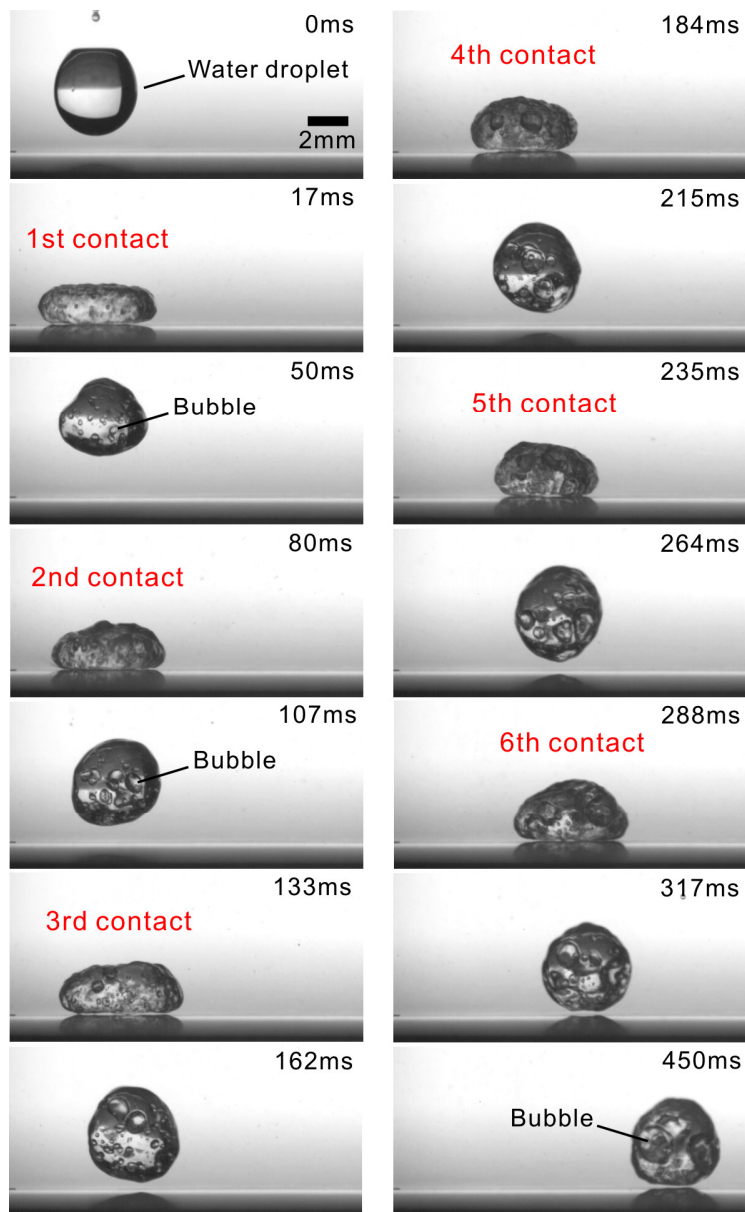 0ms
Water droplet
2mm
17ms
1st contact
50ms
Bubble
80ms
2nd contact
107ms
Bubble
133ms
3rd contact
162ms
184ms
4th contact
215ms
235ms
5th contact
264ms
288ms
6th contact
317ms
450ms
Bubble